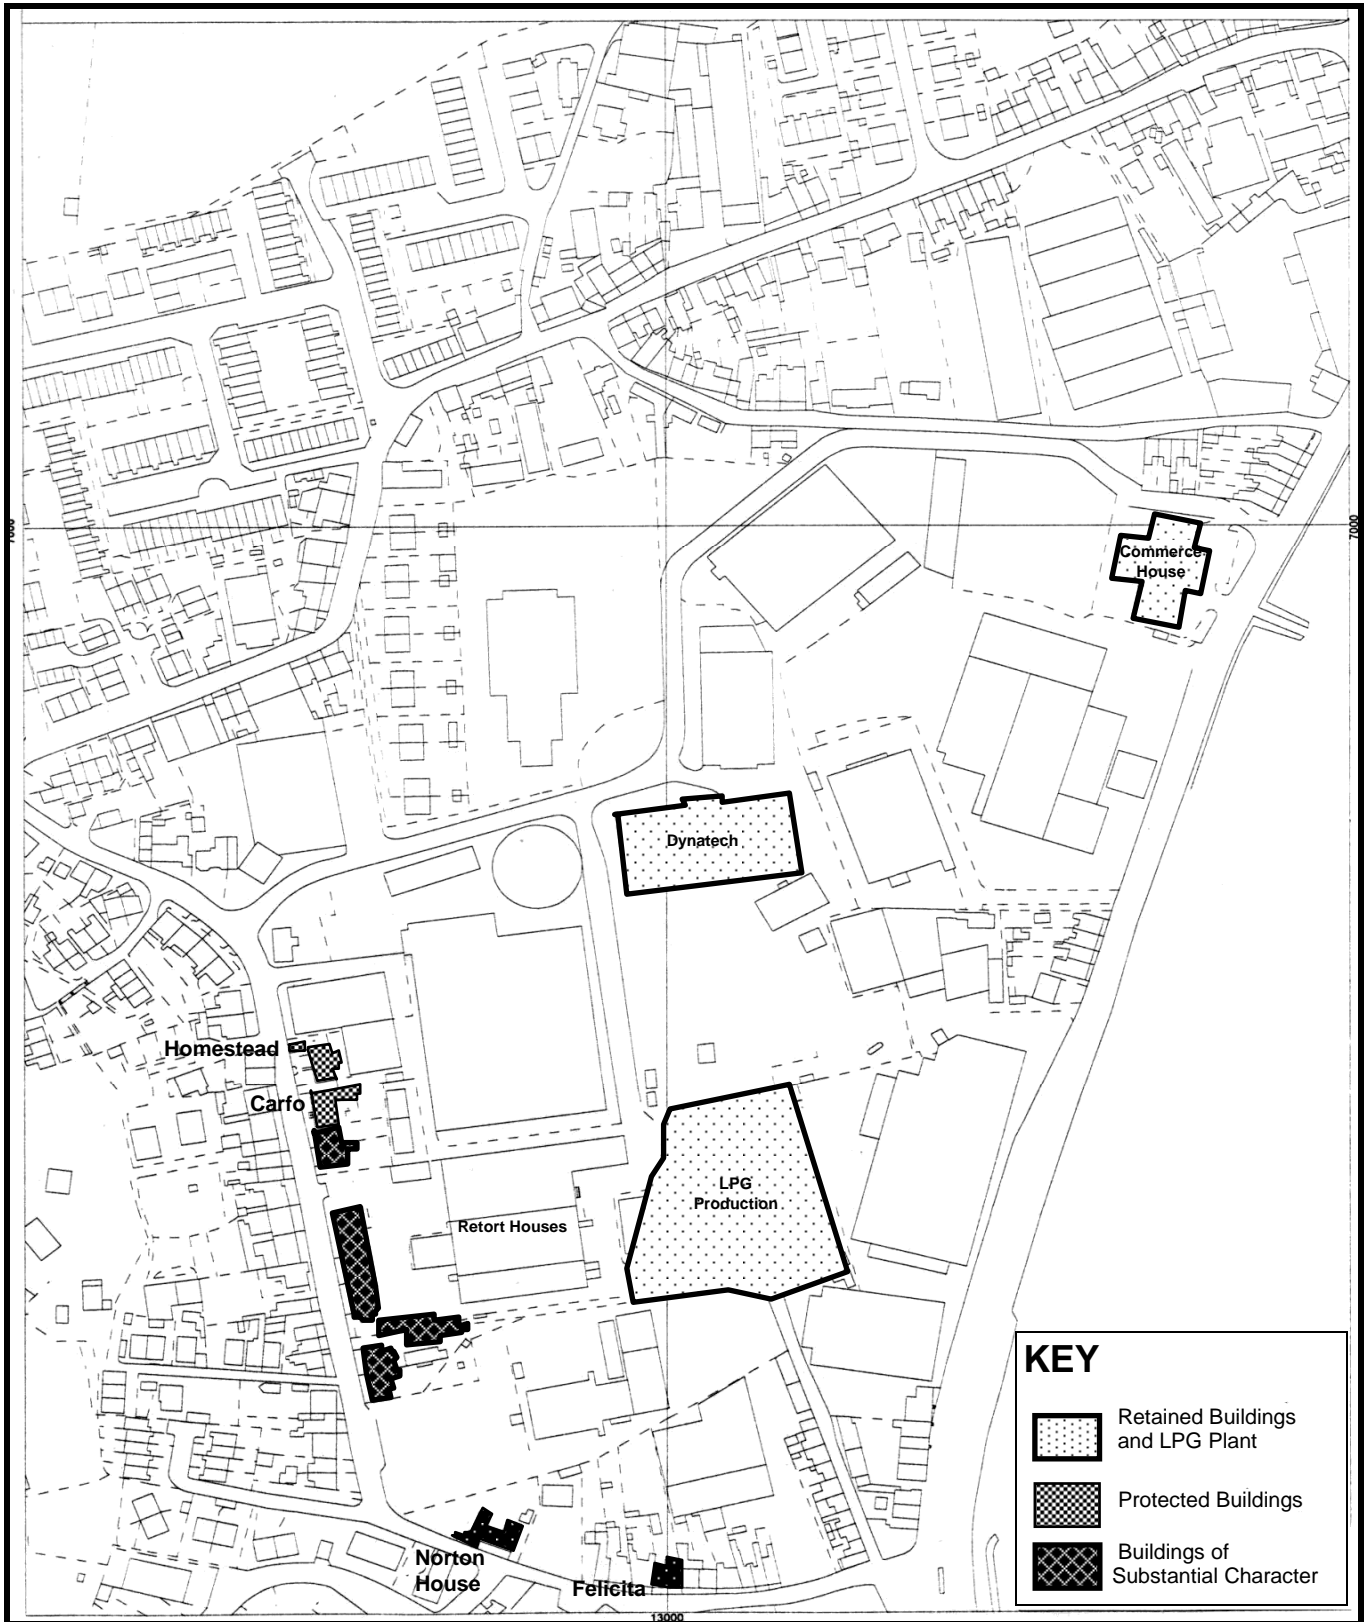 7000
7000
Commerce
House
Dynatech
Homestead
Carfo
LPG
Production
Retort Houses
Norton
House
Felicita
13000
KEY
Retained Buildings
and LPG Plant
Protected Buildings
Buildings of
Substantial Character